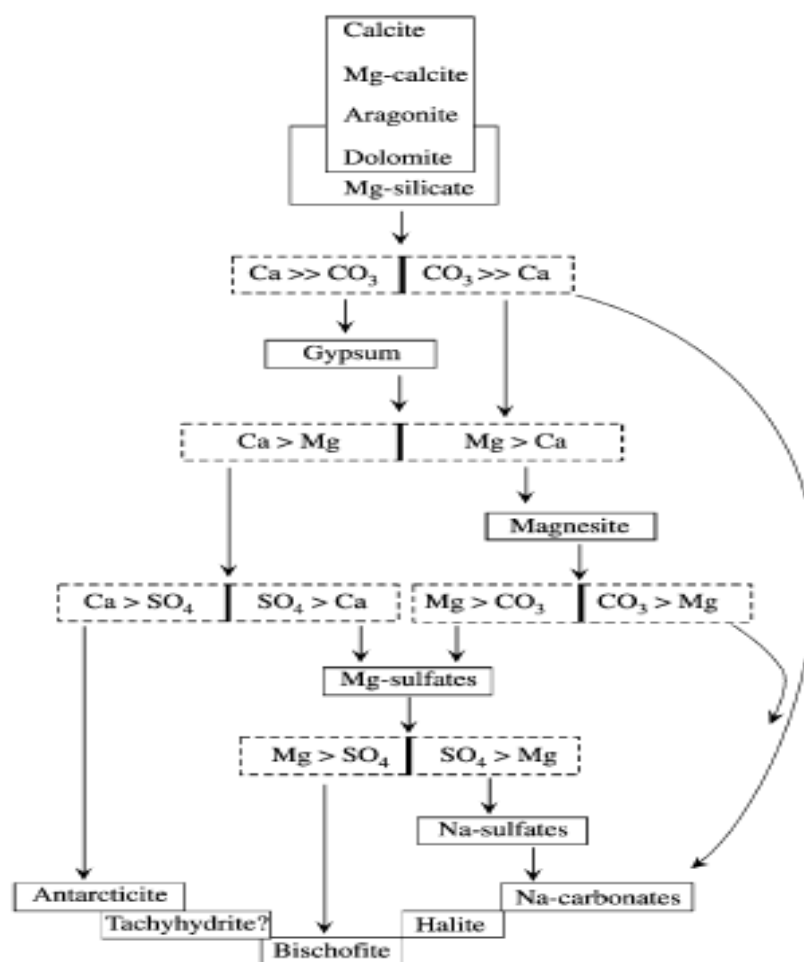 Calcite
Mg-calcite
Aragonite
Dolomite
Mg-silicate
Ca >> CO₃ CO₃ >> Ca
Gypsum
Ca > Mg Mg > Ca
Magnesite
Ca > SO₄ SO₄ > Ca Mg > CO₃ CO₃ > Mg
Mg-sulfates
Mg > SO₄ SO₄ > Mg
Na-sulfates
Antarcticite Na-carbonates
Tachyhydrite? Halite
Bischofite